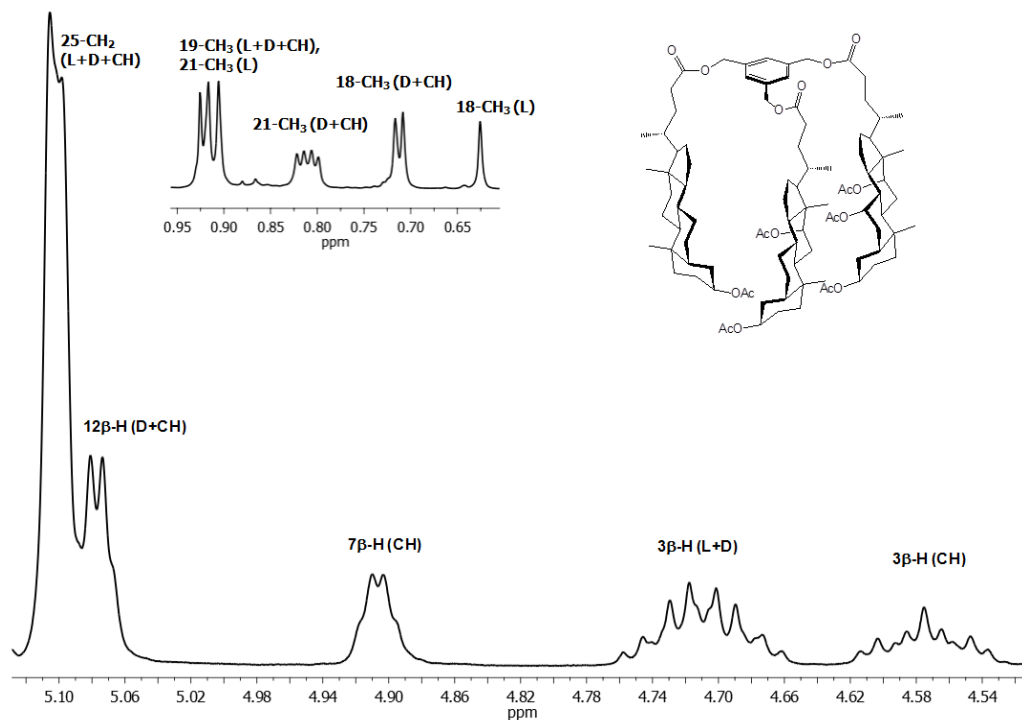 25-CH₂
(L+D+CH)
19-CH₃ (L+D+CH),
21-CH₃ (L)
21-CH₃ (D+CH)
18-CH₃ (D+CH)
18-CH₃ (L)
0.95 0.90 0.85 0.80 0.75 0.70 0.65
ppm
O
O
O
O
O
O
AcO
AcO
AcO
OAc
AcO
AcO
12β-H (D+CH)
7β-H (CH)
3β-H (L+D)
3β-H (CH)
5.10 5.06 5.02 4.98 4.94 4.90 4.86 4.82 4.78 4.74 4.70 4.66 4.62 4.58 4.54
ppm